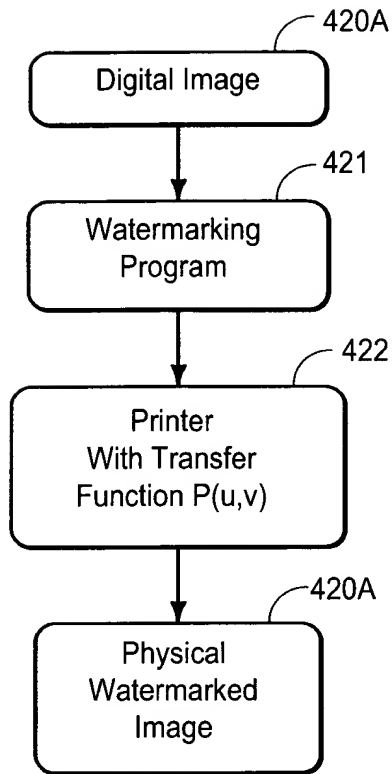 420A
Digital Image
421
Watermarking
Program
422
Printer
With Transfer
Function P(u,v)
420A
Physical
Watermarked
Image